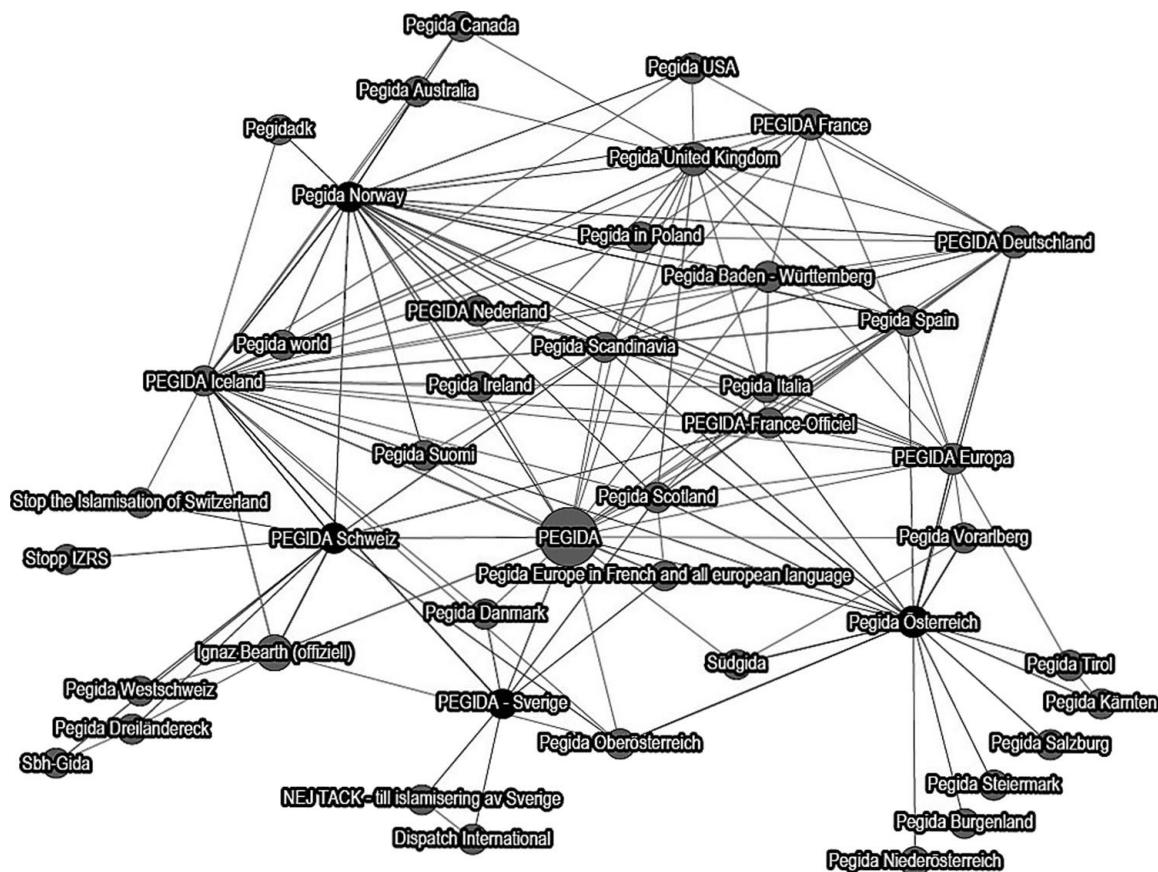 Pegida Canada
Pegida USA
Pegida Australia
Pegidadk
PEGIDA France
Pegida United Kingdom
Pegida Norway
Pegida in Poland
PEGIDA Deutschland
Pegida Baden - Württemberg
PEGIDA Nederland
Pegida Spain
Pegida world
Pegida Scandinavia
PEGIDA Iceland
Pegida Ireland
Pegida Italia
PEGIDA-France-Officiel
Pegida Suomi
PEGIDA Europa
Stop the Islamisation of Switzerland
Pegida Scotland
PEGIDA Schweiz
PEGIDA
Pegida Vorarlberg
Stopp IZRS
Pegida Europe in French and all european language
Pegida Danmark
Pegida Österreich
Ignaz Bearth (offiziell)
Südgida
Pegida Tirol
Pegida Westschweiz
PEGIDA - Sverige
Pegida Kärnten
Pegida Dreiländereck
Pegida Oberösterreich
Pegida Salzburg
Sbh-Gida
Pegida Steiermark
NEJ TACK - till islamisering av Sverige
Pegida Burgenland
Dispatch International
Pegida Niederösterreich